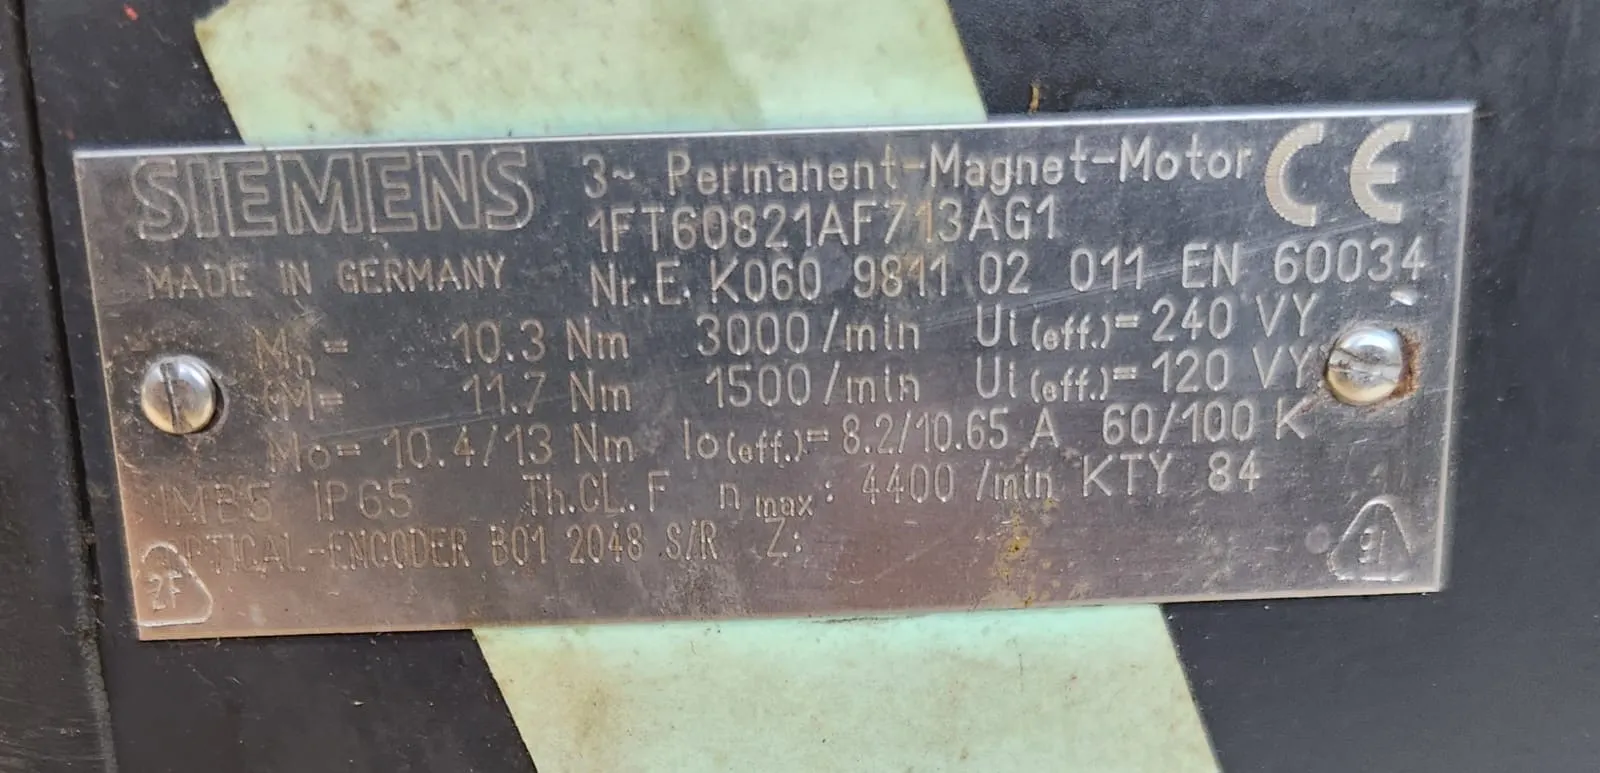 SIEMENS 3~ Permanent-Magnet-Motor CE
1FT60821AF713AG1
MADE IN GERMANY Nr.E. K060 9811 02 011 EN 60034
Mn= 10.3 Nm 3000/min Ui(eff.)= 240 VY
M= 11.7 Nm 1500/min Ui(eff.)= 120 VY
Mo= 10.4/13 Nm Io(eff.)= 8.2/10.65 A 60/100 K
IMB5 IP65 Th.CL.F n max: 4400 /min KTY 84
OPTICAL-ENCODER B01 2048 S/R Z:
2F